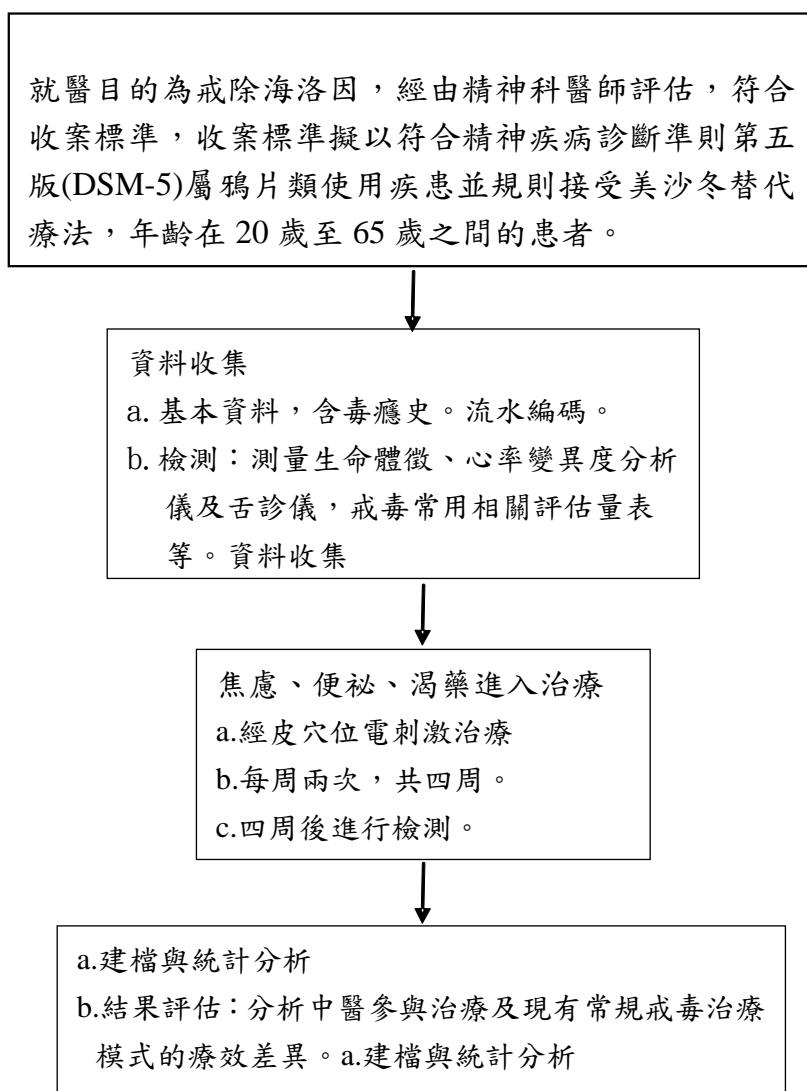 就醫目的為戒除海洛因，經由精神科醫師評估，符合
收案標準，收案標準擬以符合精神疾病診斷準則第五
版(DSM-5)屬鴉片類使用疾患並規則接受美沙冬替代
療法，年齡在 20 歲至 65 歲之間的患者。
資料收集
a. 基本資料，含毒癮史。流水編碼。
b. 檢測：測量生命體徵、心率變異度分析
儀及舌診儀，戒毒常用相關評估量表
等。資料收集
焦慮、便祕、渴藥進入治療
a.經皮穴位電刺激治療
b.每周兩次，共四周。
c.四周後進行檢測。
a.建檔與統計分析
b.結果評估：分析中醫參與治療及現有常規戒毒治療
模式的療效差異。a.建檔與統計分析